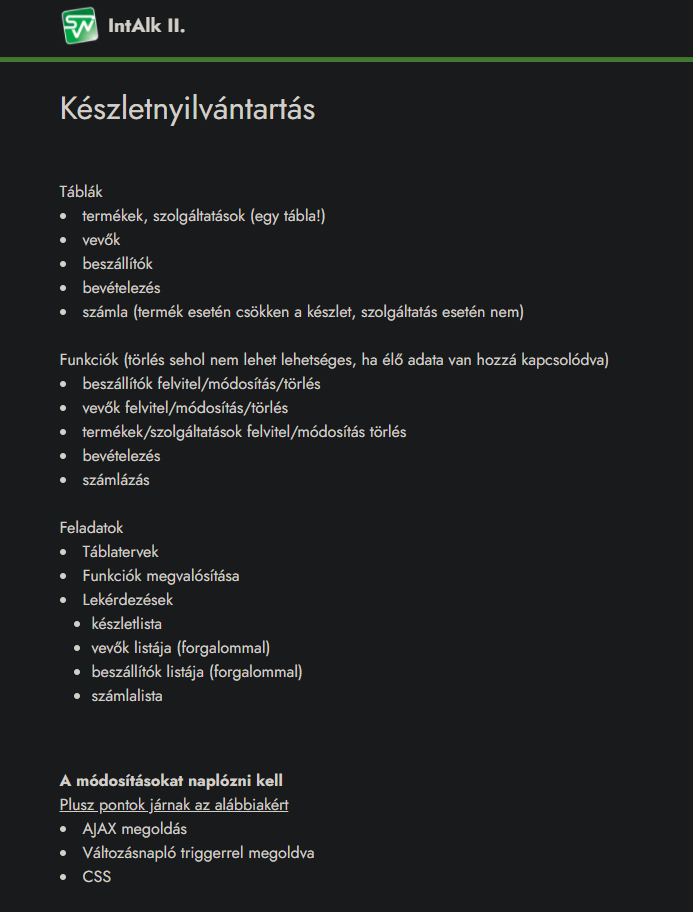 IntAlk II.
Készletnyilvántartás
Táblák
• termékek, szolgáltatások (egy tábla!)
• vevők
• beszállítók
• bevételezés
• számla (termék esetén csökken a készlet, szolgáltatás esetén nem)
Funkciók (törlés sehol nem lehet lehetséges, ha élő adata van hozzá kapcsolódva)
• beszállítók felvitel/módosítás/törlés
• vevők felvitel/módosítás/törlés
• termékek/szolgáltatások felvitel/módosítás törlés
• bevételezés
• számlázás
Feladatok
• Táblatervek
• Funkciók megvalósítása
• Lekérdezések
• készletlista
• vevők listája (forgalommal)
• beszállítók listája (forgalommal)
• számlalista
A módosításokat naplózni kell
Plusz pontok járnak az alábbiakért
• AJAX megoldás
• Változásnapló triggerrel megoldva
• CSS